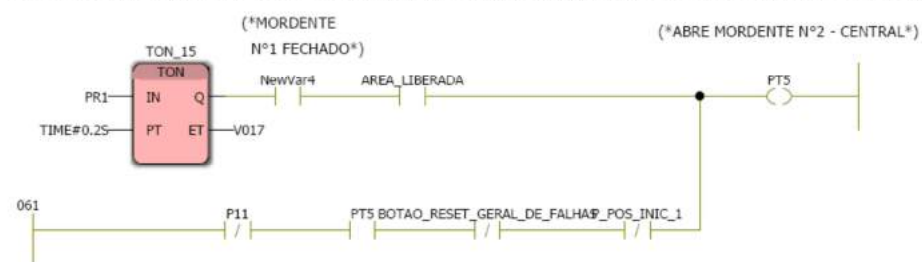 (*MORDENTE
N°1 FECHADO*)
(*ABRE MORDENTE N°2 - CENTRAL*)
TON_15
TON
NewVar4
AREA_LIBERADA
PT5
PR1
IN
Q
TIME#0.2S
PT
ET
V017
061
P11
PT5
BOTAO_RESET_GERAL_DE_FALHAS
P_POS_INIC_1